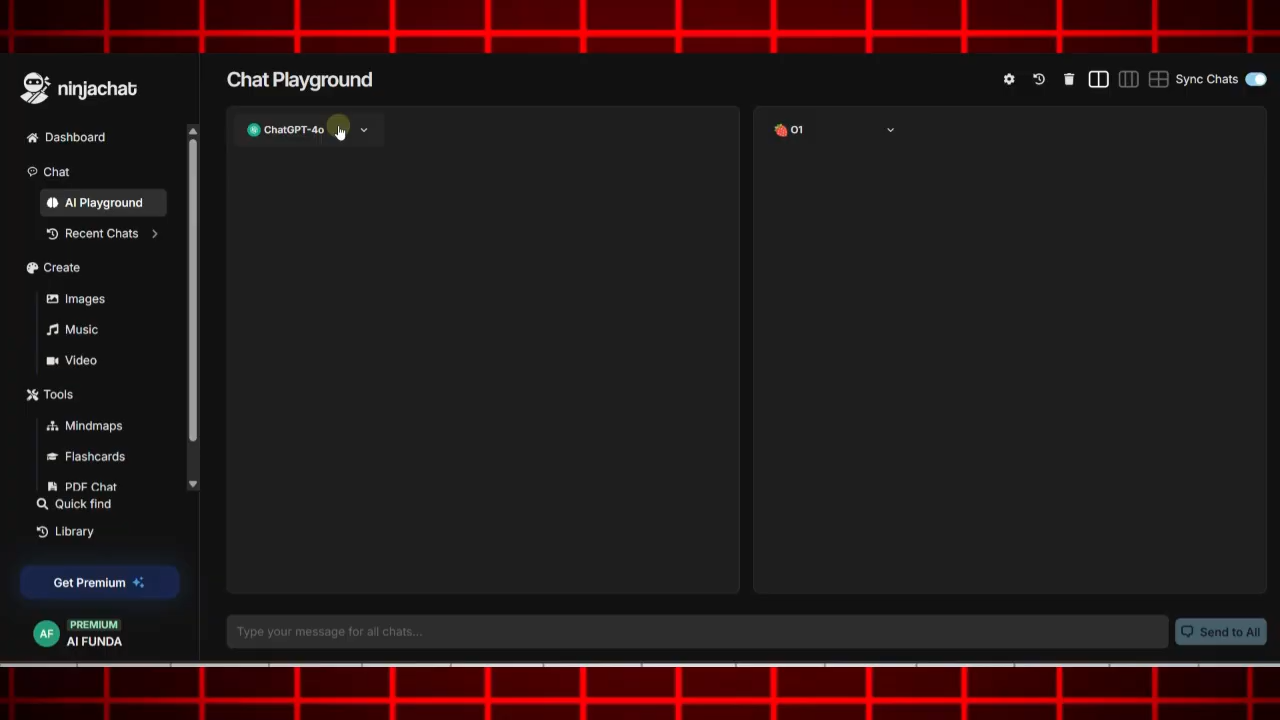 ninjachat
Dashboard
Chat
AI Playground
Recent Chats
Create
Images
Music
Video
Tools
Mindmaps
Flashcards
PDF Chat
Quick find
Library
Get Premium
AF
PREMIUM
AI FUNDA
Chat Playground
Sync Chats
ChatGPT-4o
O1
Type your message for all chats...
Send to All